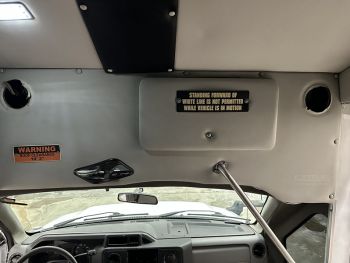 STANDING FORWARD OF
WHITE LINE IS NOT PERMITTED
WHILE VEHICLE IS IN MOTION
WARNING